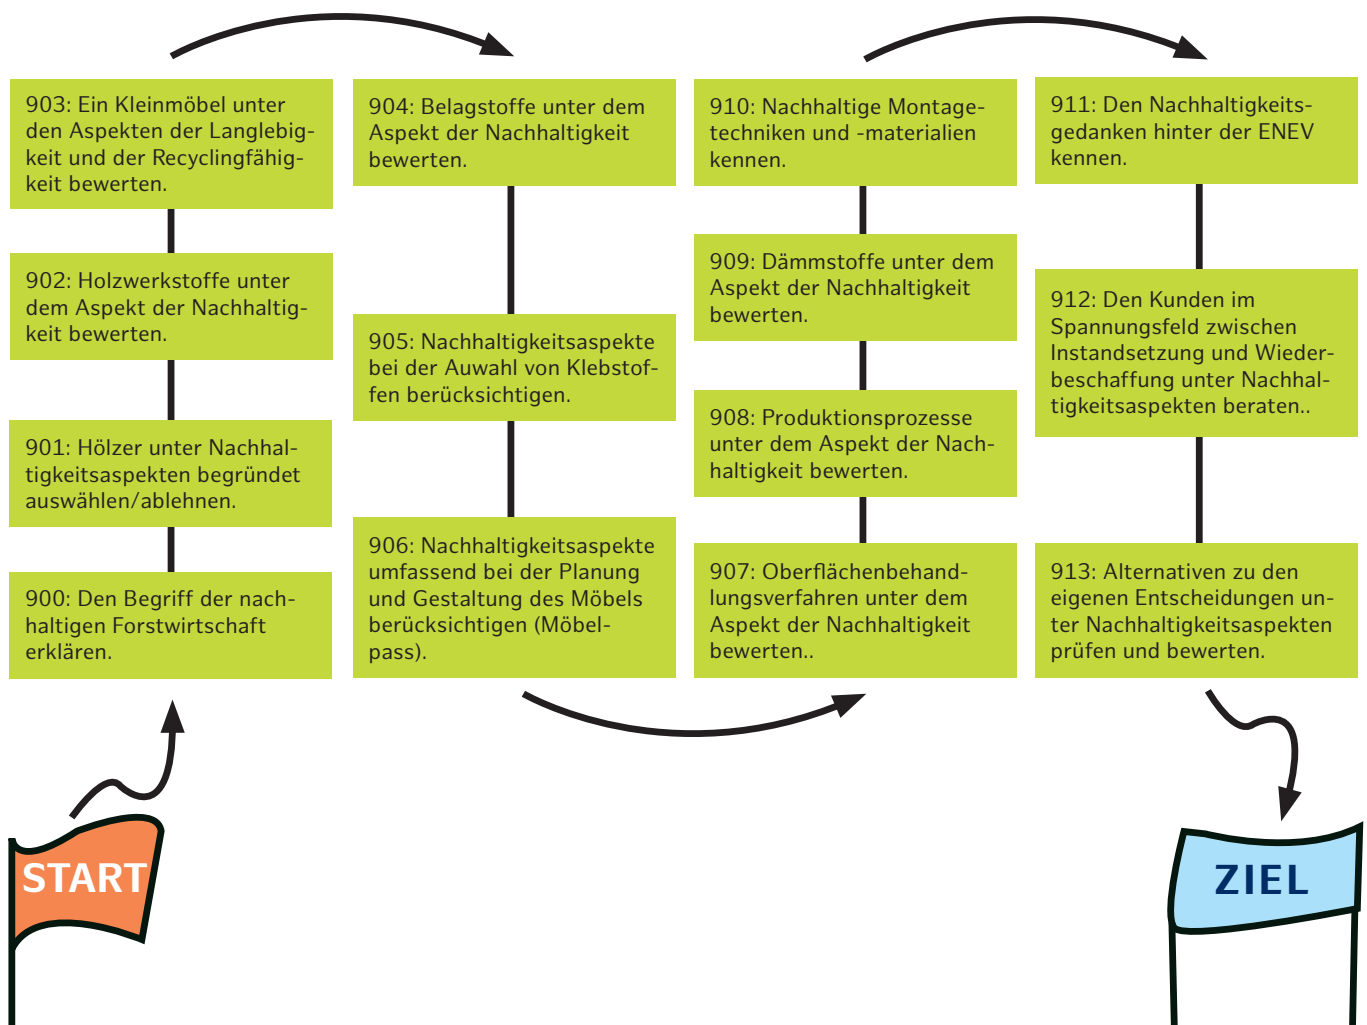 903: Ein Kleinmöbel unter
den Aspekten der Langlebig-
keit und der Recyclingfähig-
keit bewerten.
902: Holzwerkstoffe unter
dem Aspekt der Nachhaltig-
keit bewerten.
901: Hölzer unter Nachhal-
tigkeitsaspekten begründet
auswählen/ablehnen.
900: Den Begriff der nach-
haltigen Forstwirtschaft
erklären.
904: Belagstoffe unter dem
Aspekt der Nachhaltigkeit
bewerten.
905: Nachhaltigkeitsaspekte
bei der Auwahl von Klebstof-
fen berücksichtigen.
906: Nachhaltigkeitsaspekte
umfassend bei der Planung
und Gestaltung des Möbels
berücksichtigen (Möbel-
pass).
910: Nachhaltige Montage-
techniken und -materialien
kennen.
909: Dämmstoffe unter dem
Aspekt der Nachhaltigkeit
bewerten.
908: Produktionsprozesse
unter dem Aspekt der Nach-
haltigkeit bewerten.
907: Oberflächenbehand-
lungsverfahren unter dem
Aspekt der Nachhaltigkeit
bewerten..
911: Den Nachhaltigkeits-
gedanken hinter der ENEV
kennen.
912: Den Kunden im
Spannungsfeld zwischen
Instandsetzung und Wieder-
beschaffung unter Nachhal-
tigkeitsaspekten beraten..
913: Alternativen zu den
eigenen Entscheidungen un-
ter Nachhaltigkeitsaspekten
prüfen und bewerten.
START
ZIEL